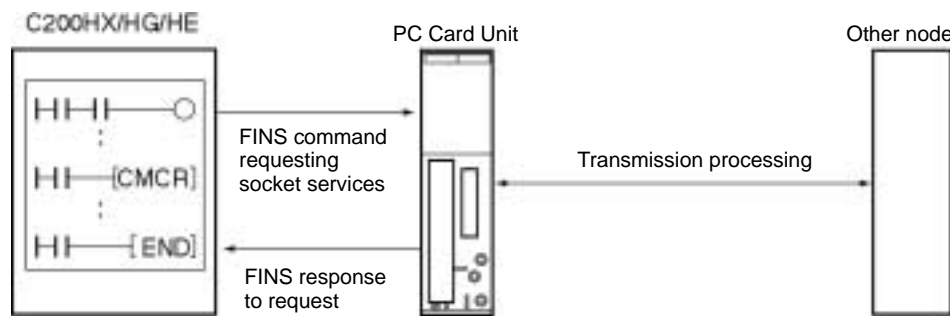 C200HX/HG/HE
PC Card Unit
Other node
FINS command
requesting
socket services
[CMCR]
Transmission processing
[END]
FINS response
to request